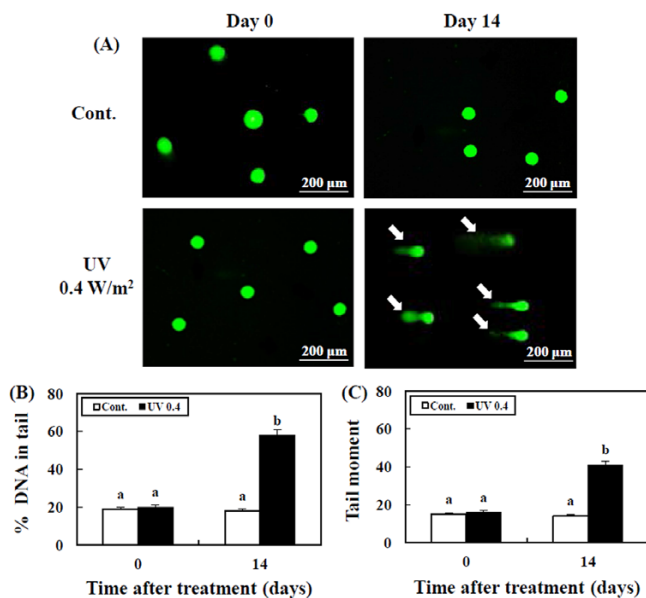 Day 0 Day 14
(A)
Cont.
200 μm 200 μm
UV
0.4 W/m²
200 μm 200 μm
(B) (C)
80 80
Cont. UV 0.4 Cont. UV 0.4
60 60
40 40
20 20
0 0
b b
a a a a a a
% DNA in tail Tail moment
0 14 0 14
Time after treatment (days) Time after treatment (days)